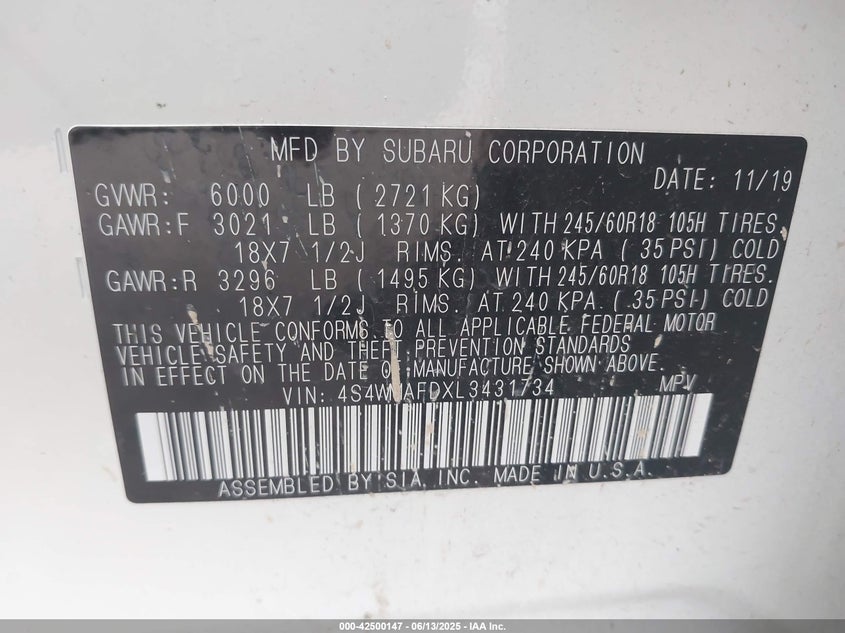 MFD BY SUBARU CORPORATION
DATE: 11/19
GVWR: 6000 LB ( 2721 KG)
GAWR:F 3021 LB ( 1370 KG) WITH 245/60R18 105H TIRES.
18X7 1/2J RIMS. AT 240 KPA ( 35 PSI) COLD
GAWR:R 3296 LB ( 1495 KG) WITH 245/60R18 105H TIRES.
18X7 1/2J RIMS. AT 240 KPA ( 35 PSI) COLD
THIS VEHICLE CONFORMS TO ALL APPLICABLE FEDERAL MOTOR
VEHICLE SAFETY AND THEFT PREVENTION STANDARDS
IN EFFECT ON THE DATE OF MANUFACTURE SHOWN ABOVE.
VIN: 4S4WMAFDXL3431734 MPV
ASSEMBLED BY SIA, INC. MADE IN U.S.A.
000-42500147 - 06/13/2025 - IAA Inc.